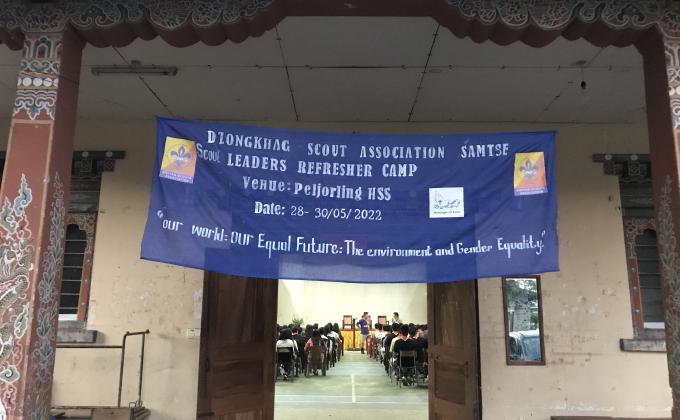 DZONGKHAG SCOUT ASSOCIATION SAMTSE
Scout LEADERS REFRESHER CAMP
Venue: Peljorling HSS
Date: 28- 30/05/2022
"our world: our Equal Future: The environment and Gender Equality."